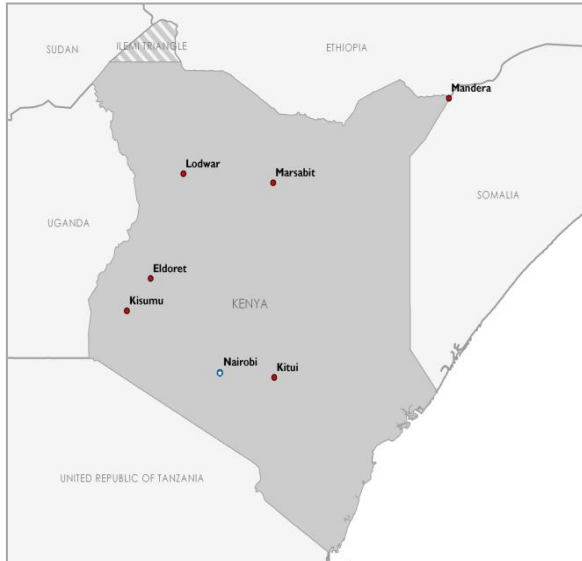 SUDAN
ILEMI TRIANGLE
ETHIOPIA
Mandera
Lodwar
Marsabit
SOMALIA
UGANDA
Eldoret
Kisumu
KENYA
Nairobi
Kitui
UNITED REPUBLIC OF TANZANIA